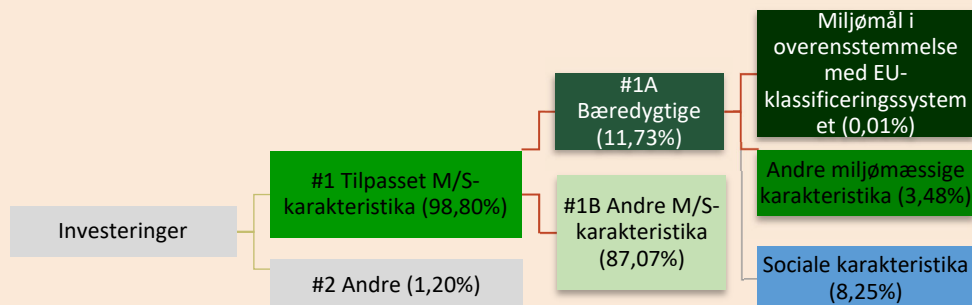 Investeringer
#1 Tilpasset M/S-
karakteristika (98,80%)
#2 Andre (1,20%)
#1A
Bæredygtige
(11,73%)
#1B Andre M/S-
karakteristika
(87,07%)
Miljømål i
overensstemmelse
med EU-
klassificeringssystem
et (0,01%)
Andre miljømæssige
karakteristika (3,48%)
Sociale karakteristika
(8,25%)